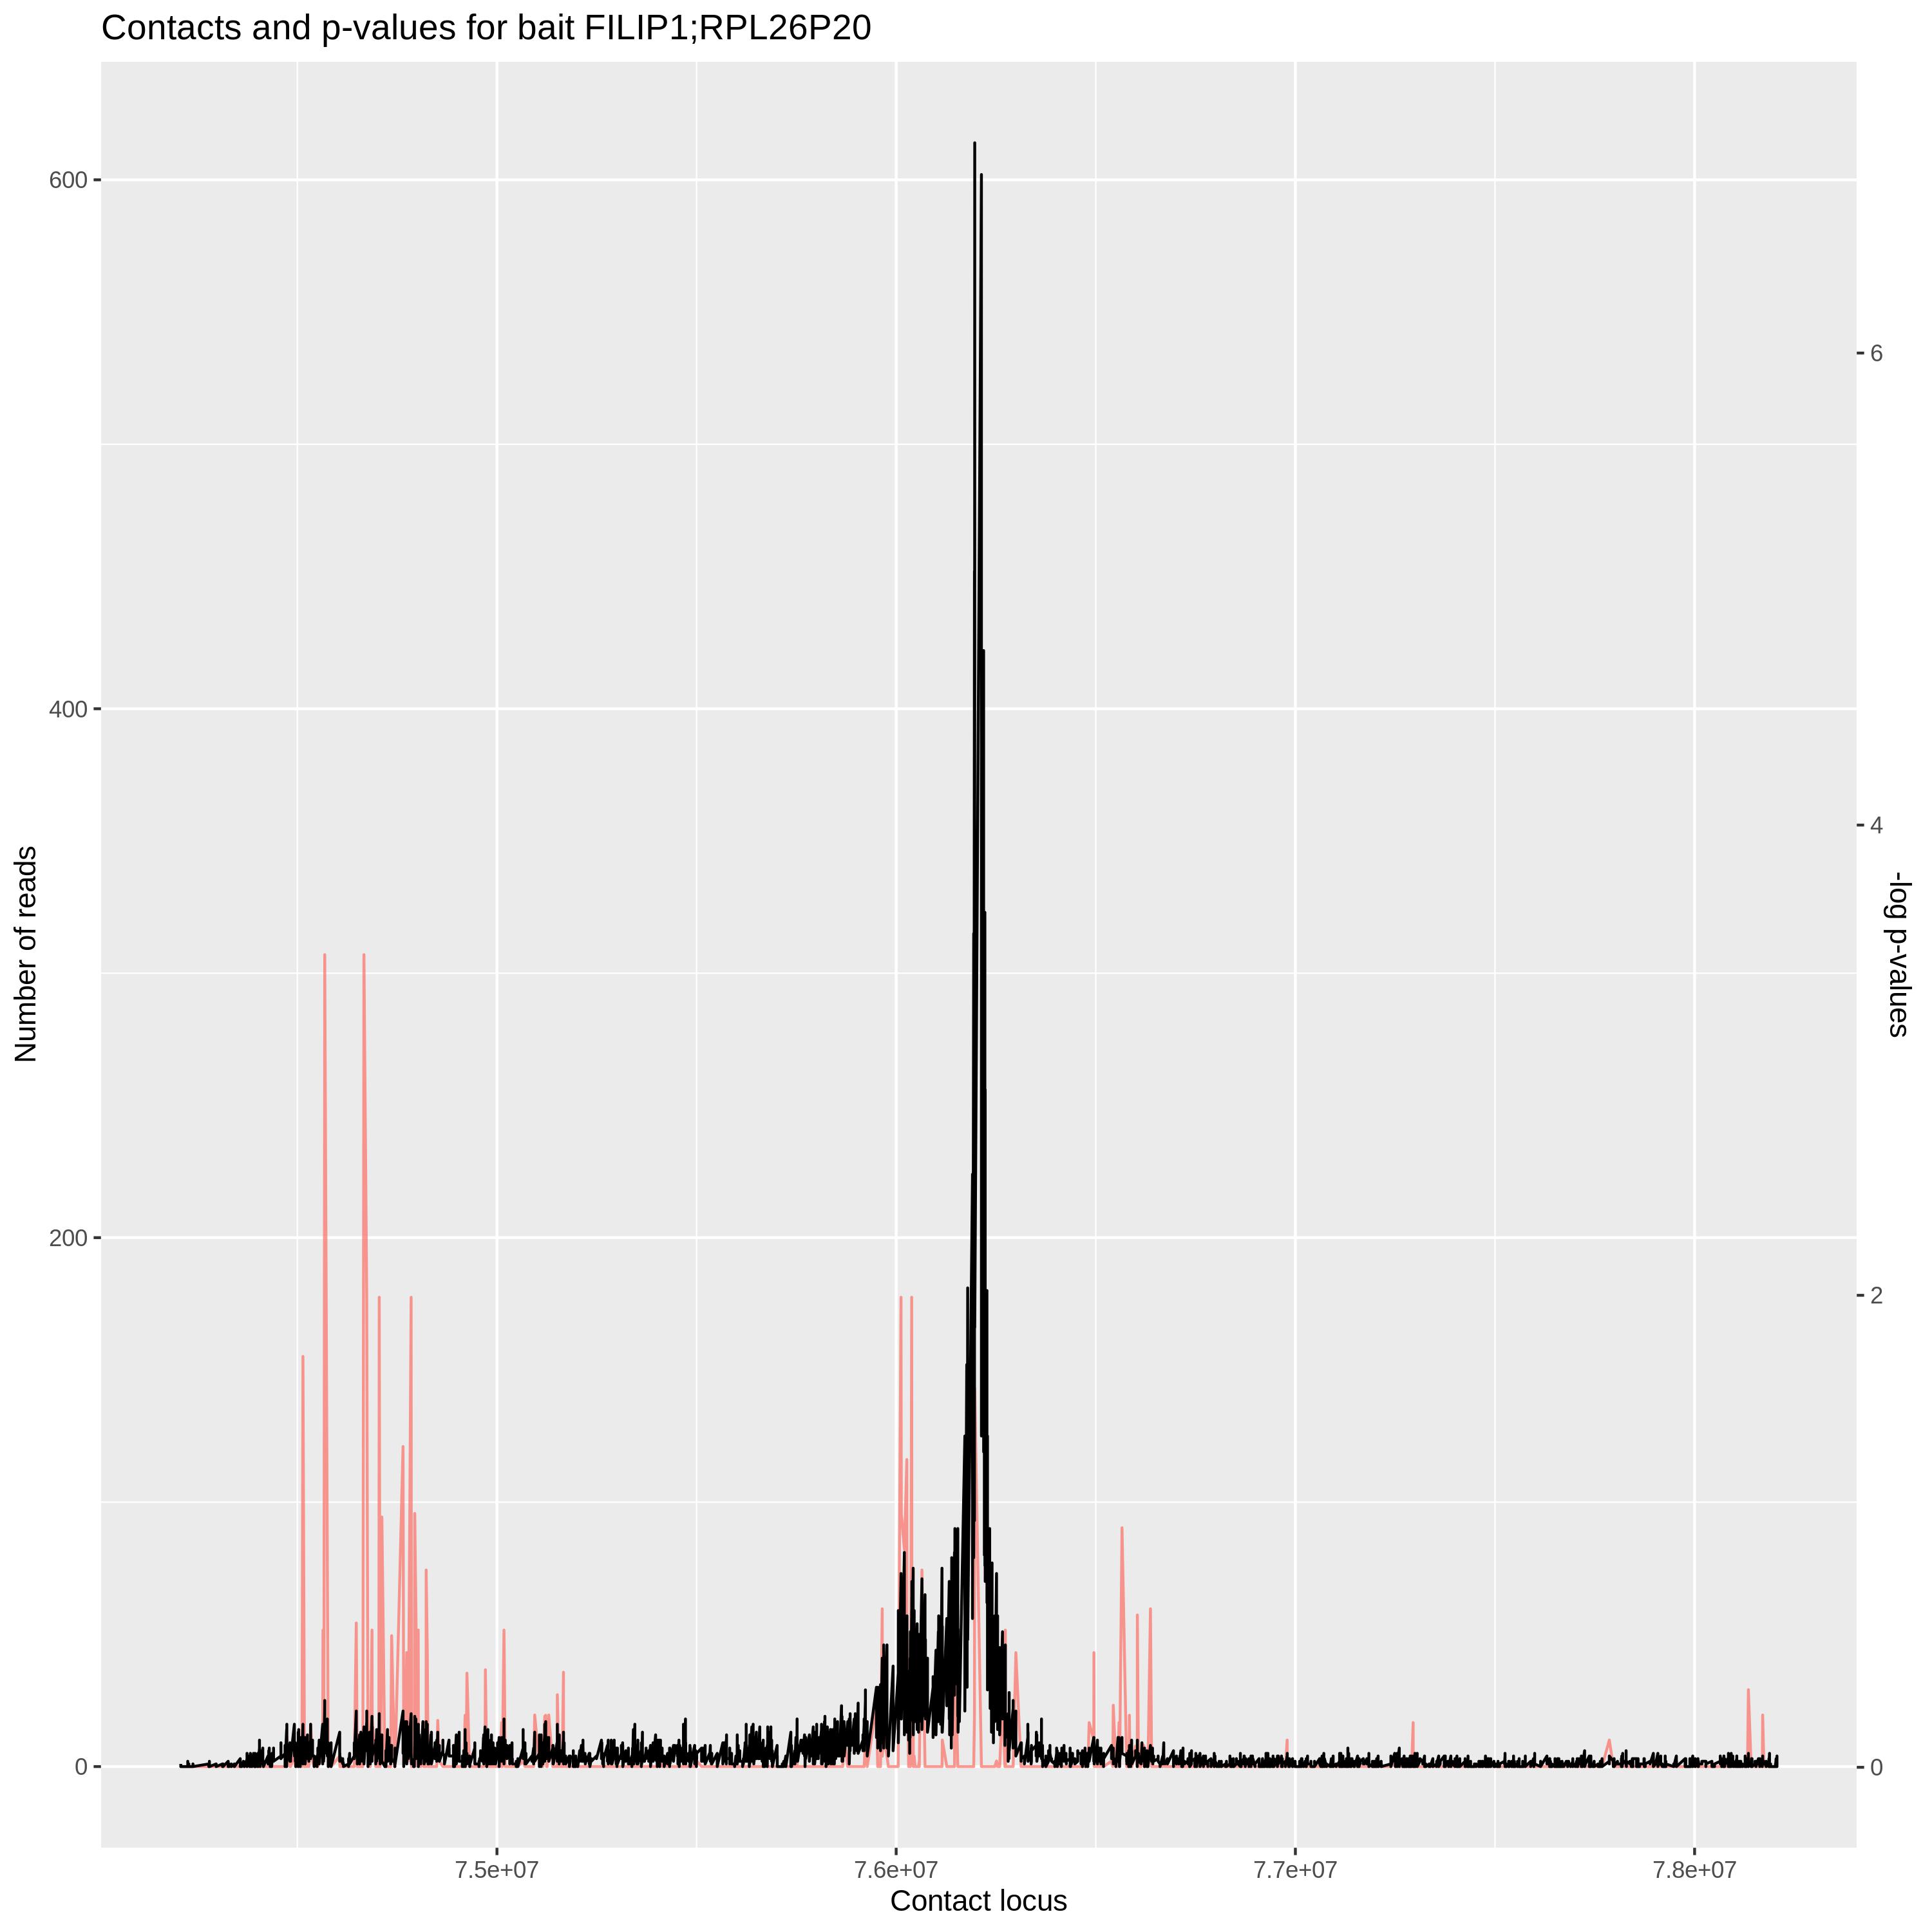 Contacts and p-values for bait FILIP1;RPL26P20
600
400
200
0
Number of reads
6
4
2
0
-log p-values
7.5e+07
7.6e+07
7.7e+07
7.8e+07
Contact locus